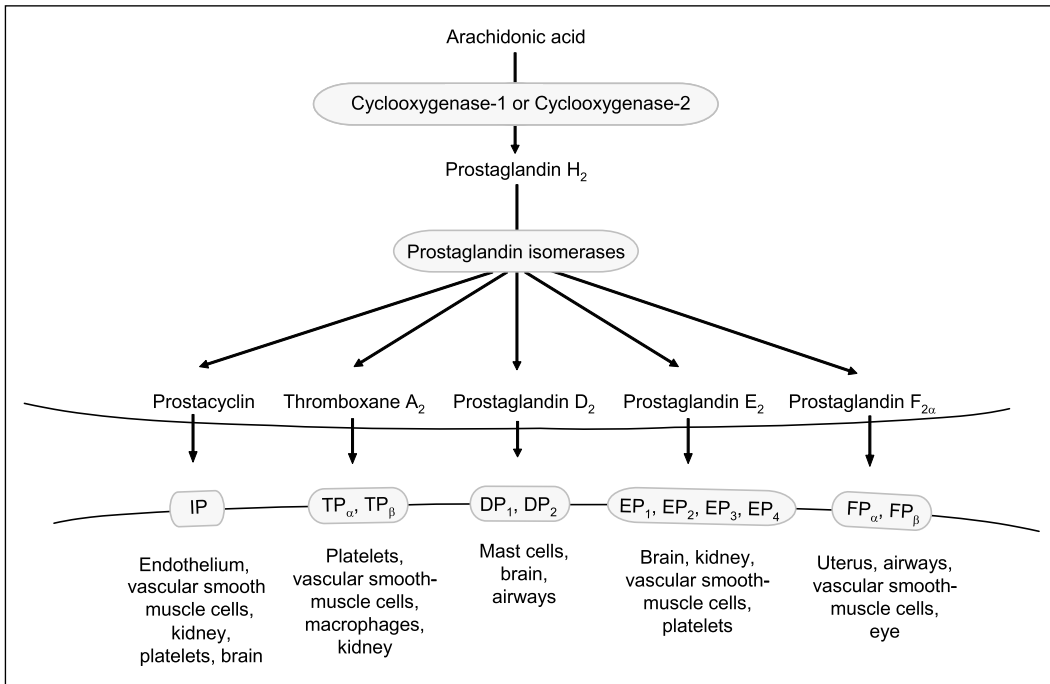 Arachidonic acid
Cyclooxygenase-1 or Cyclooxygenase-2
Prostaglandin H₂
Prostaglandin isomerases
Prostacyclin
Thromboxane A₂
Prostaglandin D₂
Prostaglandin E₂
Prostaglandin F₂α
IP
TPα, TPβ
DP₁, DP₂
EP₁, EP₂, EP₃, EP₄
FPα, FPβ
Endothelium,
vascular smooth
muscle cells,
kidney,
platelets, brain
Platelets,
vascular smooth-
muscle cells,
macrophages,
kidney
Mast cells,
brain,
airways
Brain, kidney,
vascular smooth-
muscle cells,
platelets
Uterus, airways,
vascular smooth-
muscle cells,
eye